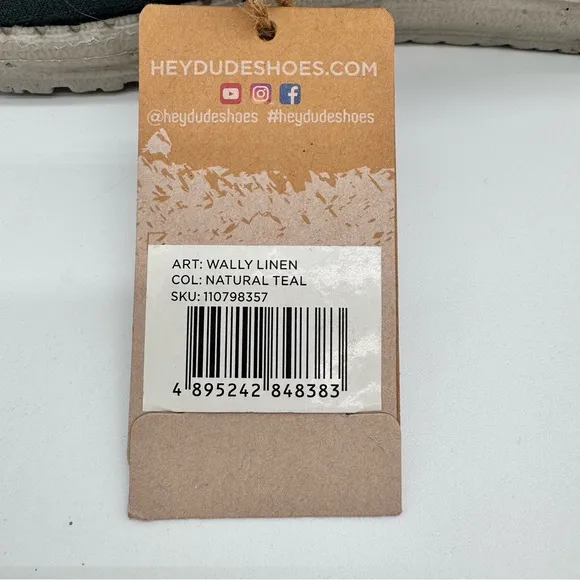 HEYDUDESHOES.COM
@heydudeshoes #heydudeshoes
ART: WALLY LINEN
COL: NATURAL TEAL
SKU: 110798357
4 895242 848383